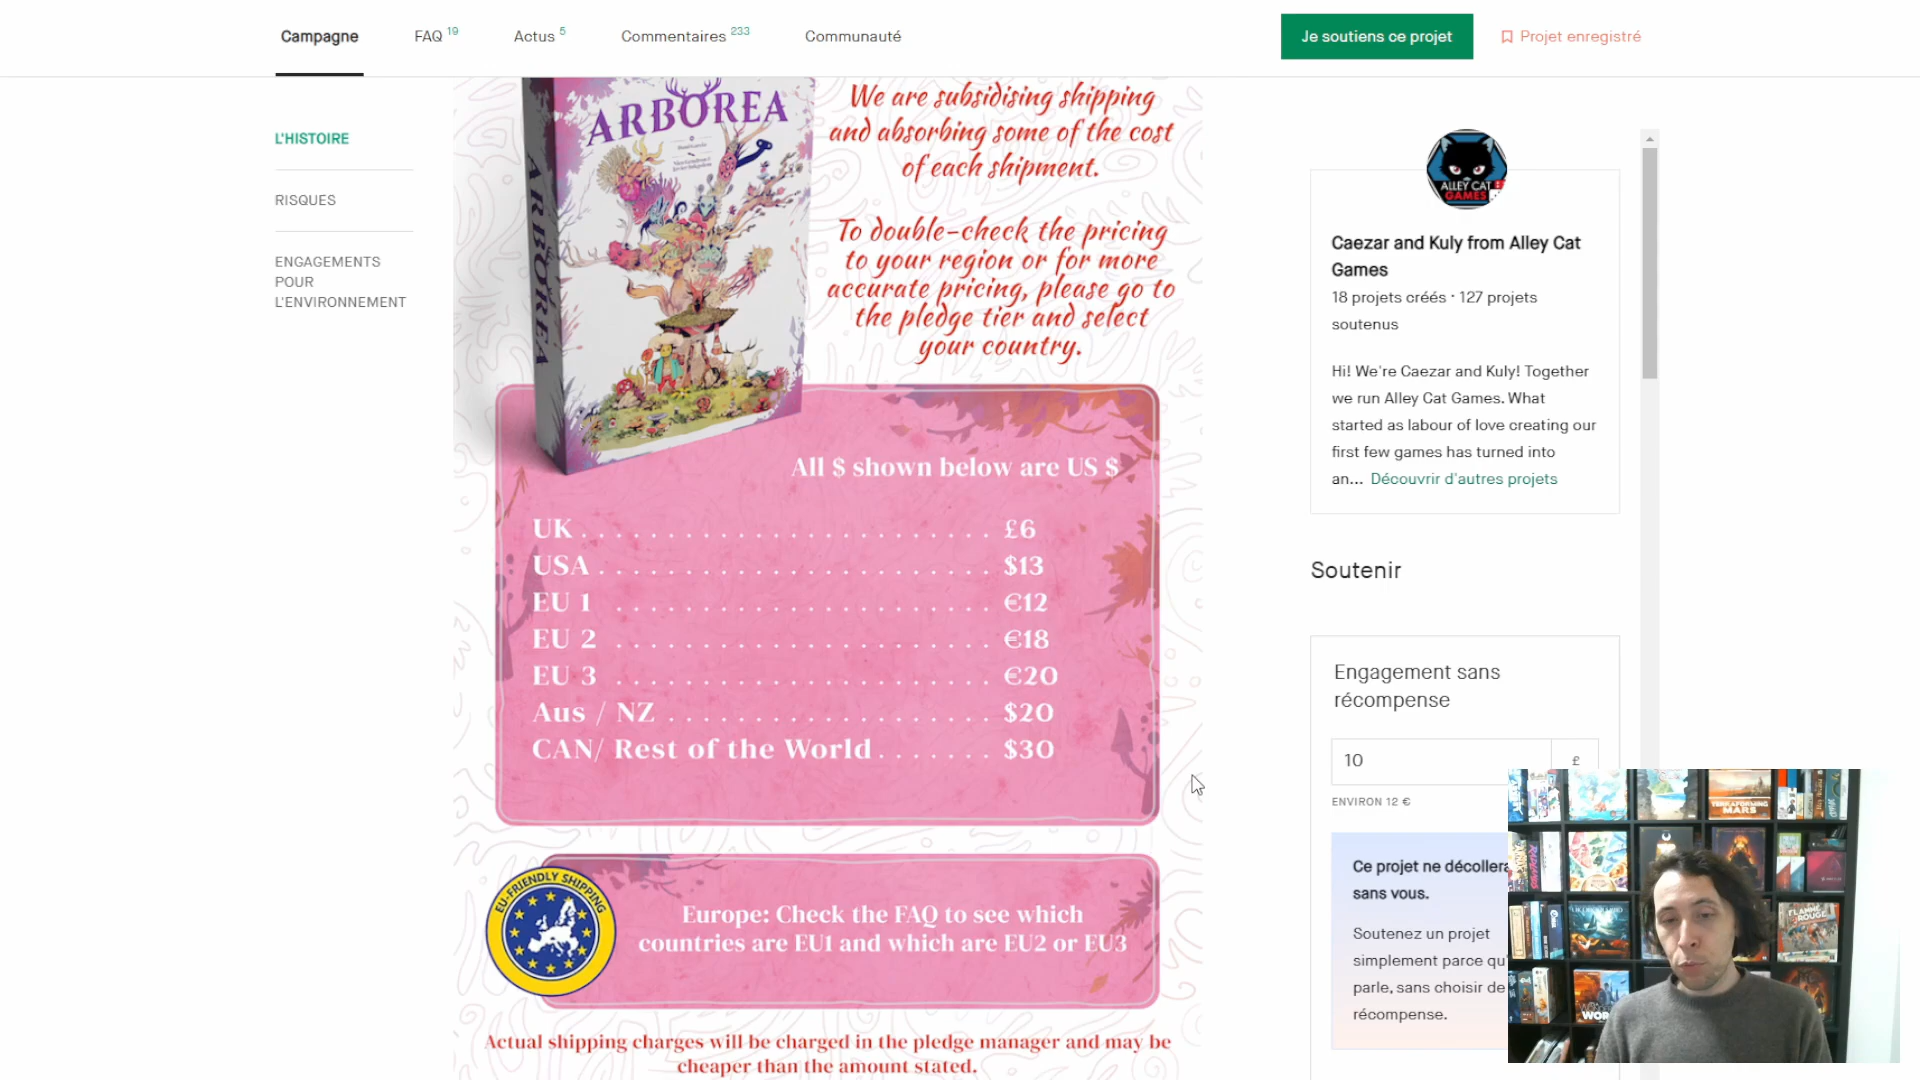 Campagne
FAQ 19
Actus 5
Commentaires 233
Communauté
Je soutiens ce projet
Projet enregistré
L'HISTOIRE
RISQUES
ENGAGEMENTS
POUR
L'ENVIRONNEMENT
ARBOREA
ARBOREA
We are subsidising shipping
and absorbing some of the cost
of each shipment.
To double-check the pricing
to your region or for more
accurate pricing, please go to
the pledge tier and select
your country.
All $ shown below are US $
UK . . . . . . . . . . . . . . . . . . . . . . . £6
USA . . . . . . . . . . . . . . . . . . . . . . $13
EU 1 . . . . . . . . . . . . . . . . . . . . . €12
EU 2 . . . . . . . . . . . . . . . . . . . . . €18
EU 3 . . . . . . . . . . . . . . . . . . . . . €20
Aus / NZ . . . . . . . . . . . . . . . . . . $20
CAN/ Rest of the World . . . . . . . $30
EU-FRIENDLY SHIPPING
Europe: Check the FAQ to see which
countries are EU1 and which are EU2 or EU3
Actual shipping charges will be charged in the pledge manager and may be
cheaper than the amount stated.
ALLEY CAT
GAMES
Caezar and Kuly from Alley Cat
Games
18 projets créés · 127 projets
soutenus
Hi! We're Caezar and Kuly! Together
we run Alley Cat Games. What
started as labour of love creating our
first few games has turned into
an... Découvrir d'autres projets
Soutenir
Engagement sans
récompense
10 £
ENVIRON 12 €
Ce projet ne décollera
sans vous.
Soutenez un projet
simplement parce qu'
parle, sans choisir de
récompense.
TERRAFORMING
MARS
FLAMME
ROUGE